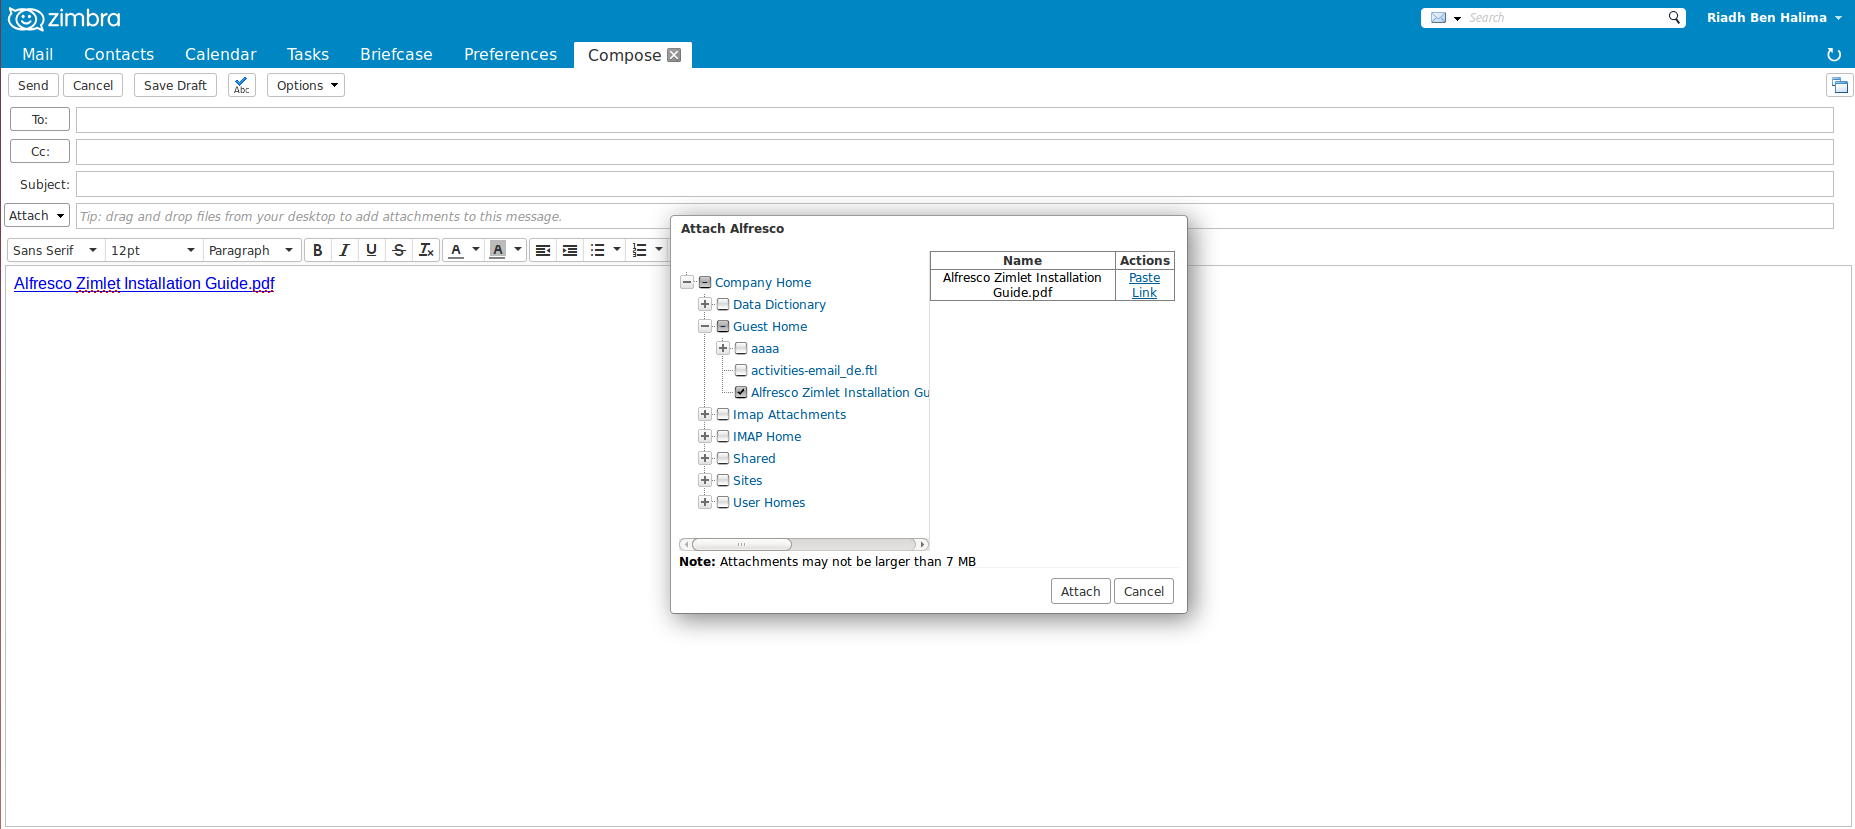 zimbra
Search
Riadh Ben Halima
Mail Contacts Calendar Tasks Briefcase Preferences Compose
Send Cancel Save Draft Abc Options
To:
Cc:
Subject:
Attach Tip: drag and drop files from your desktop to add attachments to this message.
Sans Serif 12pt Paragraph B I U S Tx A A
Alfresco Zimlet Installation Guide.pdf
Attach Alfresco
Company Home
Data Dictionary
Guest Home
aaaa
activities-email_de.ftl
Alfresco Zimlet Installation Gu
Imap Attachments
IMAP Home
Shared
Sites
User Homes
Name Actions
Alfresco Zimlet Installation Paste
Guide.pdf Link
Note: Attachments may not be larger than 7 MB
Attach Cancel